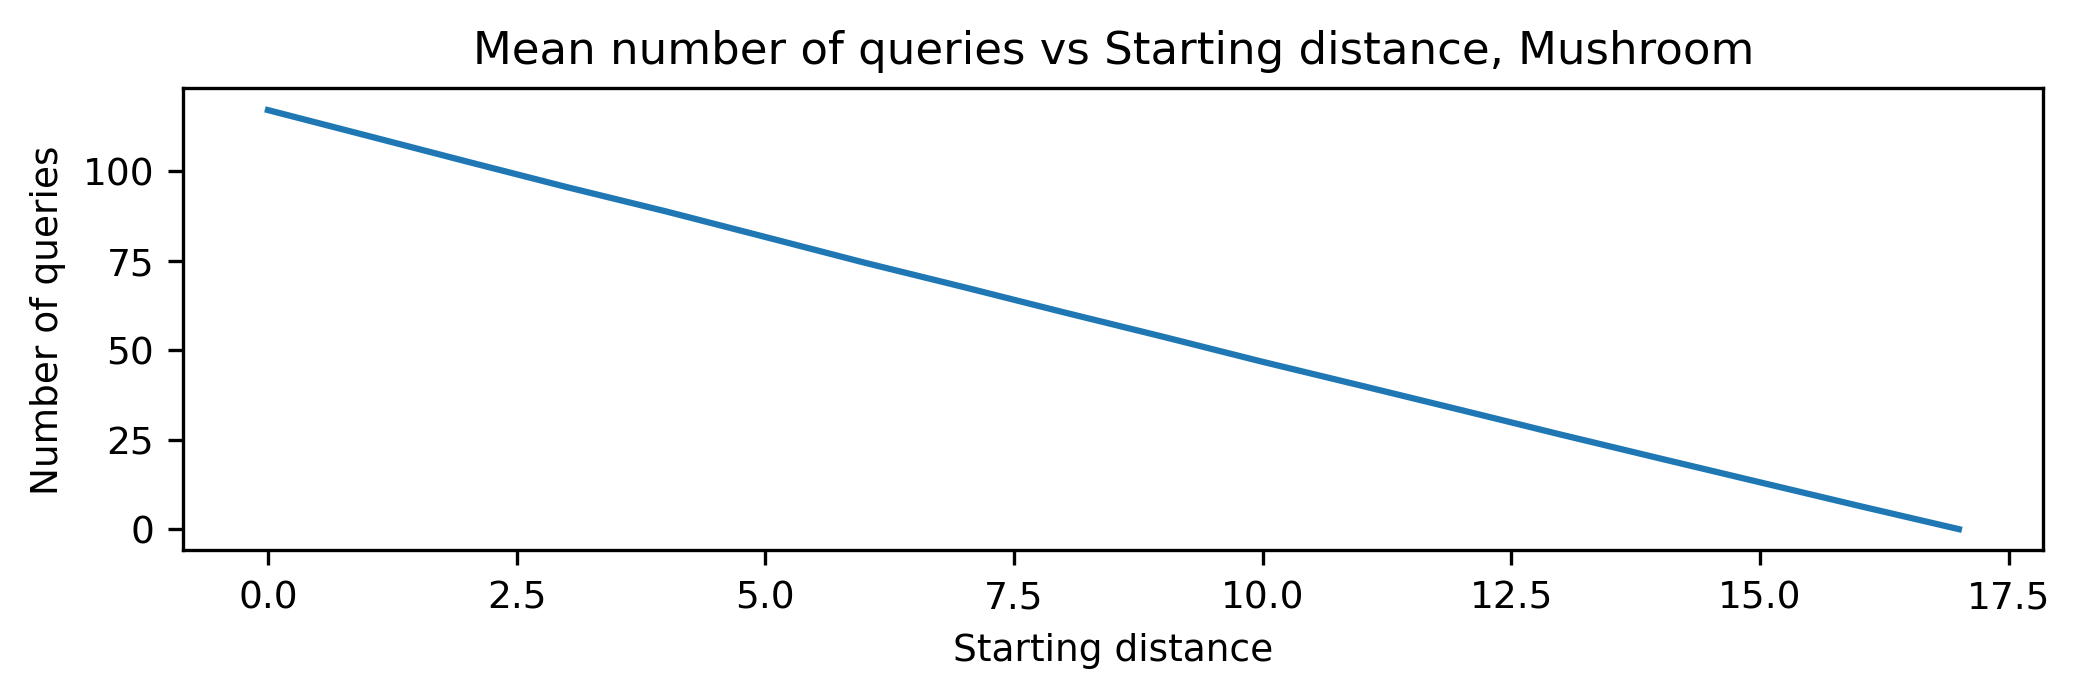 Mean number of queries vs Starting distance, Mushroom
Number of queries
100
75
50
25
0
0.0 2.5 5.0 7.5 10.0 12.5 15.0 17.5
Starting distance